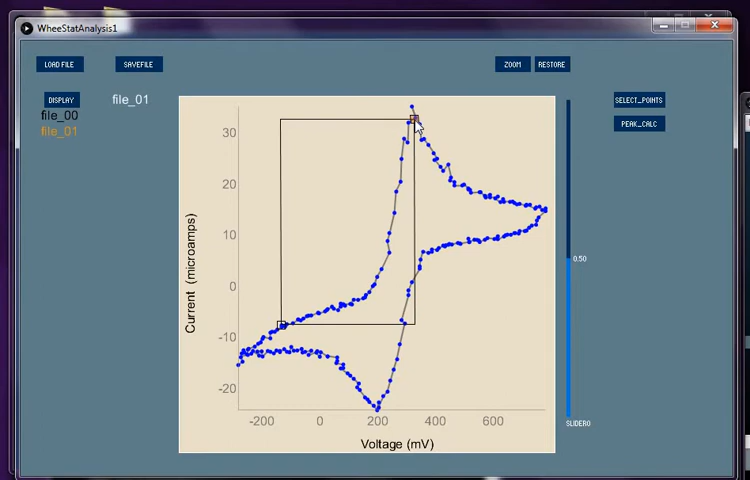 WheeStatAnalysis1
LOAD FILE SAVEFILE ZOOM RESTORE
DISPLAY file_01 SELECT_POINTS
file_00
file_01 PEAK_CALC
30
20
10
0
-10
-20
-200 0 200 400 600
Current (microamps)
Voltage (mV)
0.50
SLIDER0